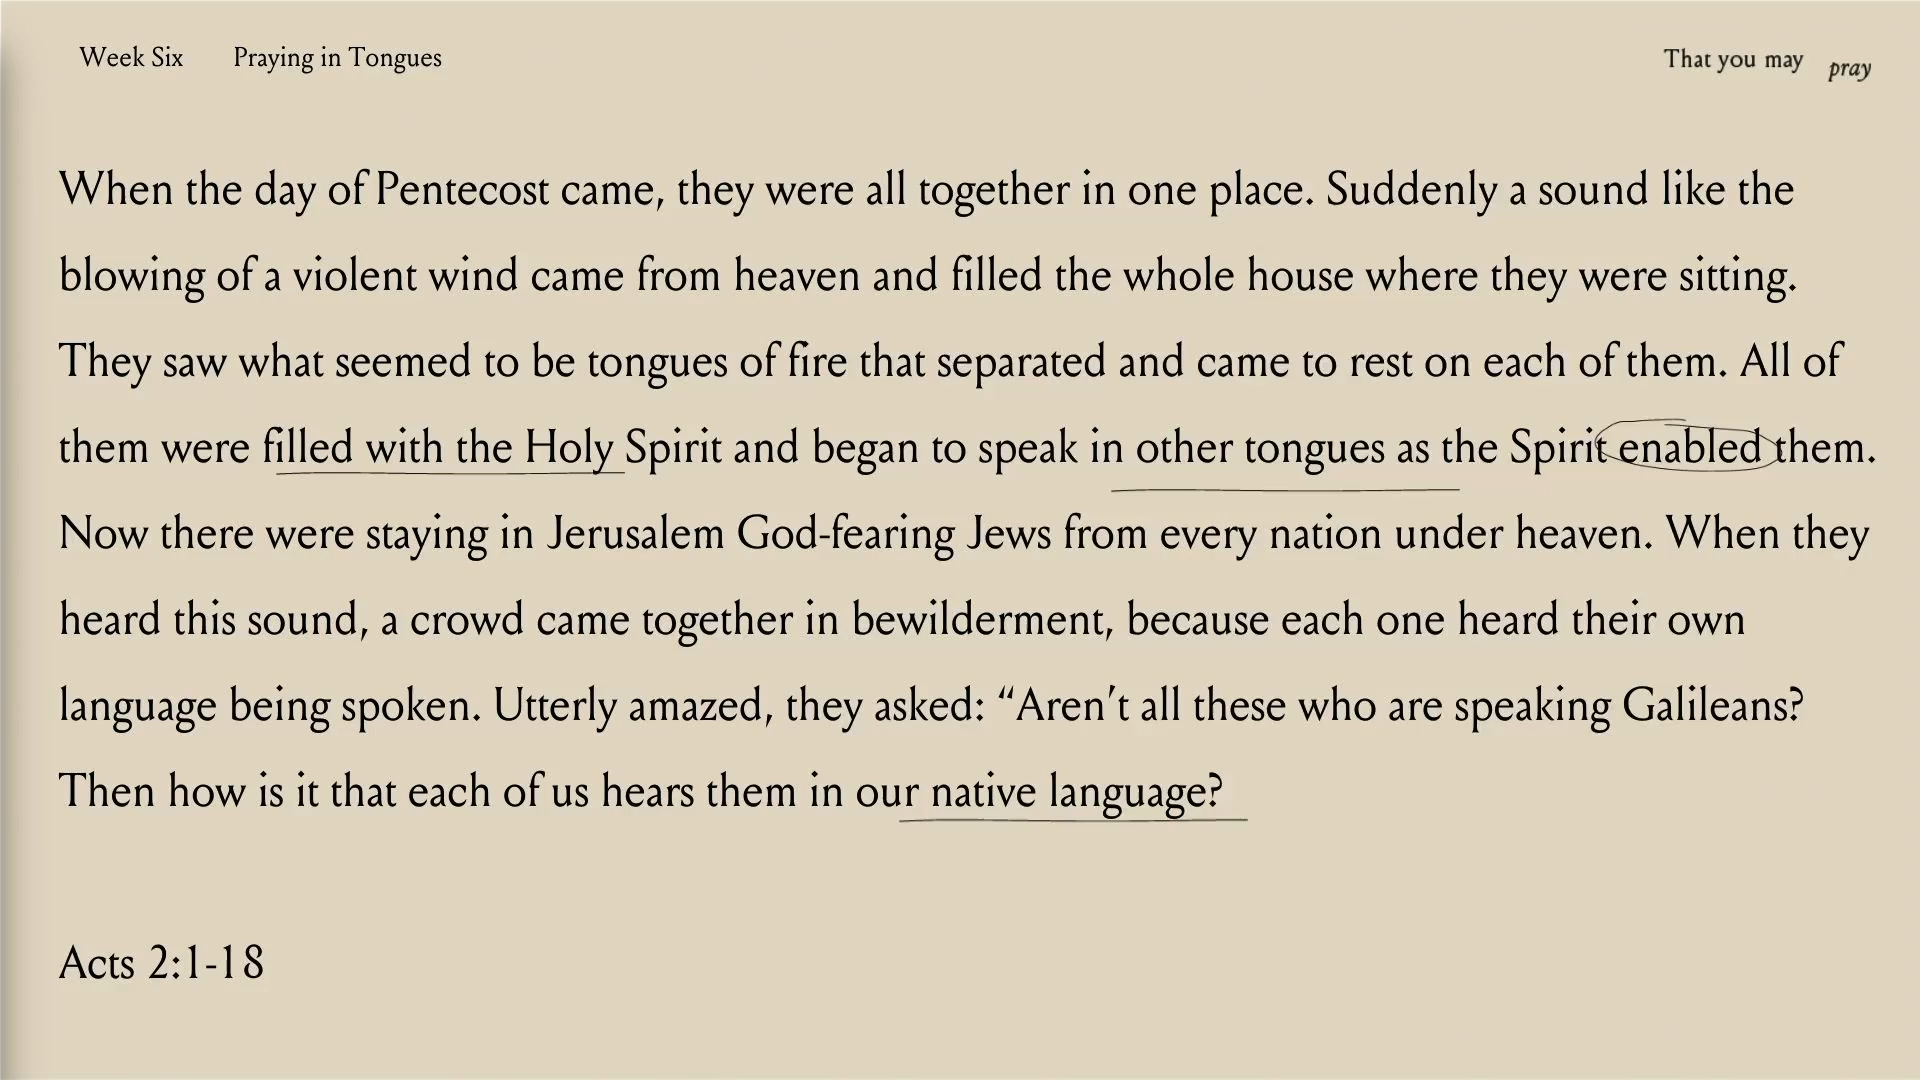 Week Six Praying in Tongues That you may pray
When the day of Pentecost came, they were all together in one place. Suddenly a sound like the
blowing of a violent wind came from heaven and filled the whole house where they were sitting.
They saw what seemed to be tongues of fire that separated and came to rest on each of them. All of
them were filled with the Holy Spirit and began to speak in other tongues as the Spirit enabled them.
Now there were staying in Jerusalem God-fearing Jews from every nation under heaven. When they
heard this sound, a crowd came together in bewilderment, because each one heard their own
language being spoken. Utterly amazed, they asked: “Aren't all these who are speaking Galileans?
Then how is it that each of us hears them in our native language?
Acts 2:1-18